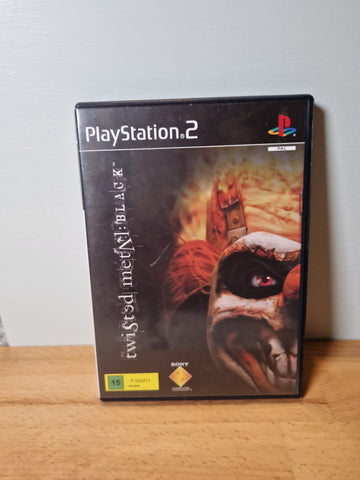 PlayStation®2
PAL
twisted metal: BLACK™
SONY
15